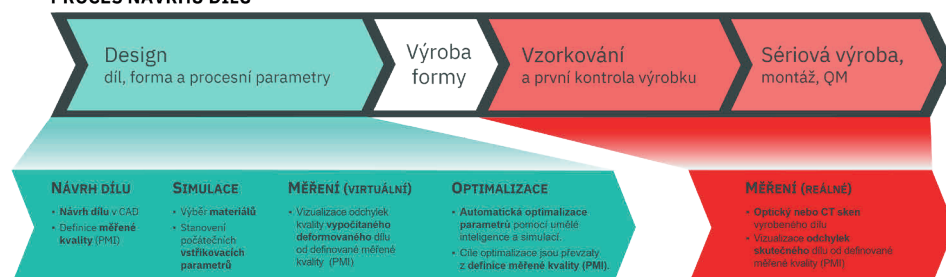 PROCES NÁVRHU DÍLU
Design
díl, forma a procesní parametry
Výroba
formy
Vzorkování
a první kontrola výrobku
Sériová výroba,
montáž, QM
NÁVRH DÍLU
• Návrh dílu v CAD
• Definice měřené
kvality (PMI)
SIMULACE
• Výběr materiálů
• Stanovení
počátečních
vstřikovacích
parametrů
MĚŘENÍ (VIRTUÁLNÍ)
• Vizualizace odchylek
kvality vypočítaného
deformovaného dílu
od definované měřené
kvality (PMI)
OPTIMALIZACE
• Automatická optimalizace
parametrů pomocí umělé
inteligence a simulací.
• Cíle optimalizace jsou převzaty
z definice měřené kvality (PMI).
MĚŘENÍ (REÁLNÉ)
• Optický nebo CT sken
vyrobeného dílu
• Vizualizace odchylek
skutečného dílu od definované
měřené kvality (PMI)